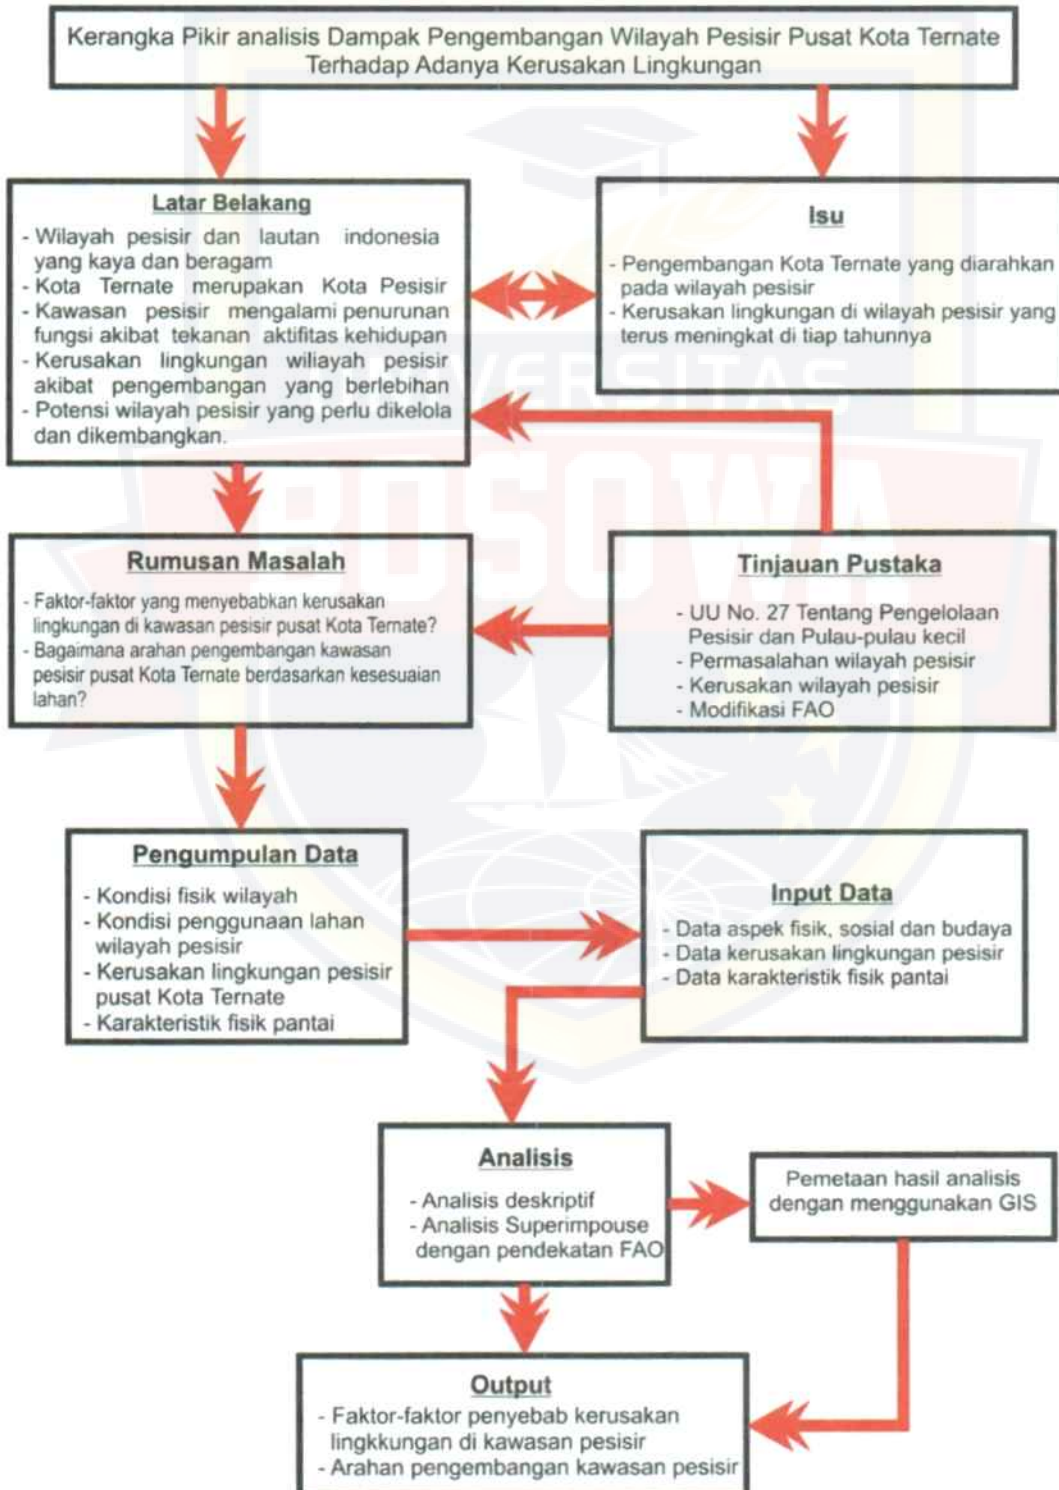 Kerangka Pikir analisis Dampak Pengembangan Wilayah Pesisir Pusat Kota Ternate
Terhadap Adanya Kerusakan Lingkungan
Latar Belakang
- Wilayah pesisir dan lautan indonesia
yang kaya dan beragam
- Kota Ternate merupakan Kota Pesisir
- Kawasan pesisir mengalami penurunan
fungsi akibat tekanan aktifitas kehidupan
- Kerusakan lingkungan wiliayah pesisir
akibat pengembangan yang berlebihan
- Potensi wilayah pesisir yang perlu dikelola
dan dikembangkan.
Isu
- Pengembangan Kota Ternate yang diarahkan
pada wilayah pesisir
- Kerusakan lingkungan di wilayah pesisir yang
terus meningkat di tiap tahunnya
UNIVERSITAS
BOSOWA
Rumusan Masalah
- Faktor-faktor yang menyebabkan kerusakan
lingkungan di kawasan pesisir pusat Kota Ternate?
- Bagaimana arahan pengembangan kawasan
pesisir pusat Kota Ternate berdasarkan kesesuaian
lahan?
Tinjauan Pustaka
- UU No. 27 Tentang Pengelolaan
Pesisir dan Pulau-pulau kecil
- Permasalahan wilayah pesisir
- Kerusakan wilayah pesisir
- Modifikasi FAO
Pengumpulan Data
- Kondisi fisik wilayah
- Kondisi penggunaan lahan
wilayah pesisir
- Kerusakan lingkungan pesisir
pusat Kota Ternate
- Karakteristik fisik pantai
Input Data
- Data aspek fisik, sosial dan budaya
- Data kerusakan lingkungan pesisir
- Data karakteristik fisik pantai
Analisis
- Analisis deskriptif
- Analisis Superimpouse
dengan pendekatan FAO
Pemetaan hasil analisis
dengan menggunakan GIS
Output
- Faktor-faktor penyebab kerusakan
lingkkungan di kawasan pesisir
- Arahan pengembangan kawasan pesisir